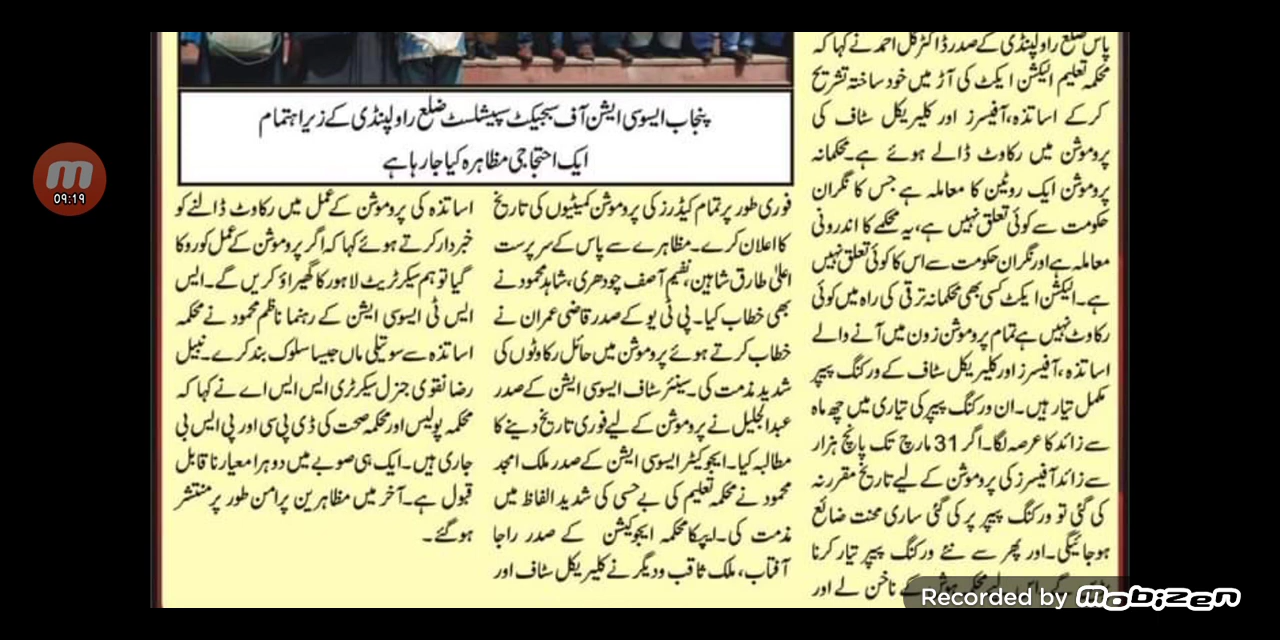 پاس ضلع راولپنڈی کے صدر ڈاکٹر گل احمد نے کہا کہ
محکمہ تعلیم الیکشن ایکٹ کی آڑ میں خود ساختہ تشریح
کر کے اساتذہ، آفیسرز اور کلیریکل سٹاف کی
پروموشن میں رکاوٹ ڈالے ہوئے ہے۔ محکمانہ
پروموشن ایک روٹین کا معاملہ ہے جس کا نگران
حکومت سے کوئی تعلق نہیں ہے، یہ محکمے کا اندرونی
معاملہ ہے اور نگران حکومت سے اس کا کوئی تعلق نہیں
ہے۔ الیکشن ایکٹ کسی بھی محکمانہ ترقی کی راہ میں کوئی
رکاوٹ نہیں ہے تمام پروموشن زون میں آنے والے
اساتذہ، آفیسرز اور کلیریکل سٹاف کے ورکنگ پیپر
مکمل تیار ہیں۔ ان ورکنگ پیپر کی تیاری میں چھ ماہ
سے زائد کا عرصہ لگا۔ اگر 31 مارچ تک پانچ ہزار
سے زائد آفیسرز کی پروموشن کے لیے تاریخ مقرر نہ
کی گئی تو ورکنگ پیپر پر کی گئی ساری محنت ضائع
ہو جائیگی۔ اور پھر سے نئے ورکنگ پیپر تیار کرنا
کے ناخن لے اور
پنجاب ایسوسی ایشن آف سبجیکٹ سپیشلسٹ ضلع راولپنڈی کے زیر اہتمام
ایک احتجاجی مظاہرہ کیا جا رہا ہے
فوری طور پر تمام کیڈرز کی پروموشن کمیٹیوں کی تاریخ
کا اعلان کرے۔ مظاہرے سے پاس کے سرپرست
اعلیٰ طارق شاہین، نفیم آصف چودھری، شاہد محمود نے
بھی خطاب کیا۔ پی ٹی یو کے صدر قاضی عمران نے
خطاب کرتے ہوئے پروموشن میں حائل رکاوٹوں کی
شدید مذمت کی۔ سینئر سٹاف ایسوسی ایشن کے صدر
عبدالجلیل نے پروموشن کے لیے فوری تاریخ دینے کا
مطالبہ کیا۔ ایجوکیٹر ایسوسی ایشن کے صدر ملک امجد
محمود نے محکمہ تعلیم کی بے حسی کی شدید الفاظ میں
مذمت کی۔ ایپکا محکمہ ایجوکیشن کے صدر راجا
آفتاب، ملک ثاقب و دیگر نے کلیریکل سٹاف اور
اساتذہ کی پروموشن کے عمل میں رکاوٹ ڈالنے کو
خبردار کرتے ہوئے کہا کہ اگر پروموشن کے عمل کو روکا
گیا تو ہم سیکرٹریٹ لاہور کا گھیراؤ کریں گے۔ ایس
ایس ٹی ایسوسی ایشن کے رہنما ناظم محمود نے محکمہ
اساتذہ سے سوتیلی ماں جیسا سلوک بند کرے۔ نبیل
رضا نقوی جنرل سیکرٹری ایس ایس اے نے کہا کہ
محکمہ پولیس اور محکمہ صحت کی ڈی پی سی اور پی ایس بی
جاری ہیں۔ ایک ہی صوبے میں دوہرا معیار ناقابل
قبول ہے۔ آخر میں مظاہرین پرامن طور پر منتشر
ہو گئے۔
09:19
Recorded by mobizen